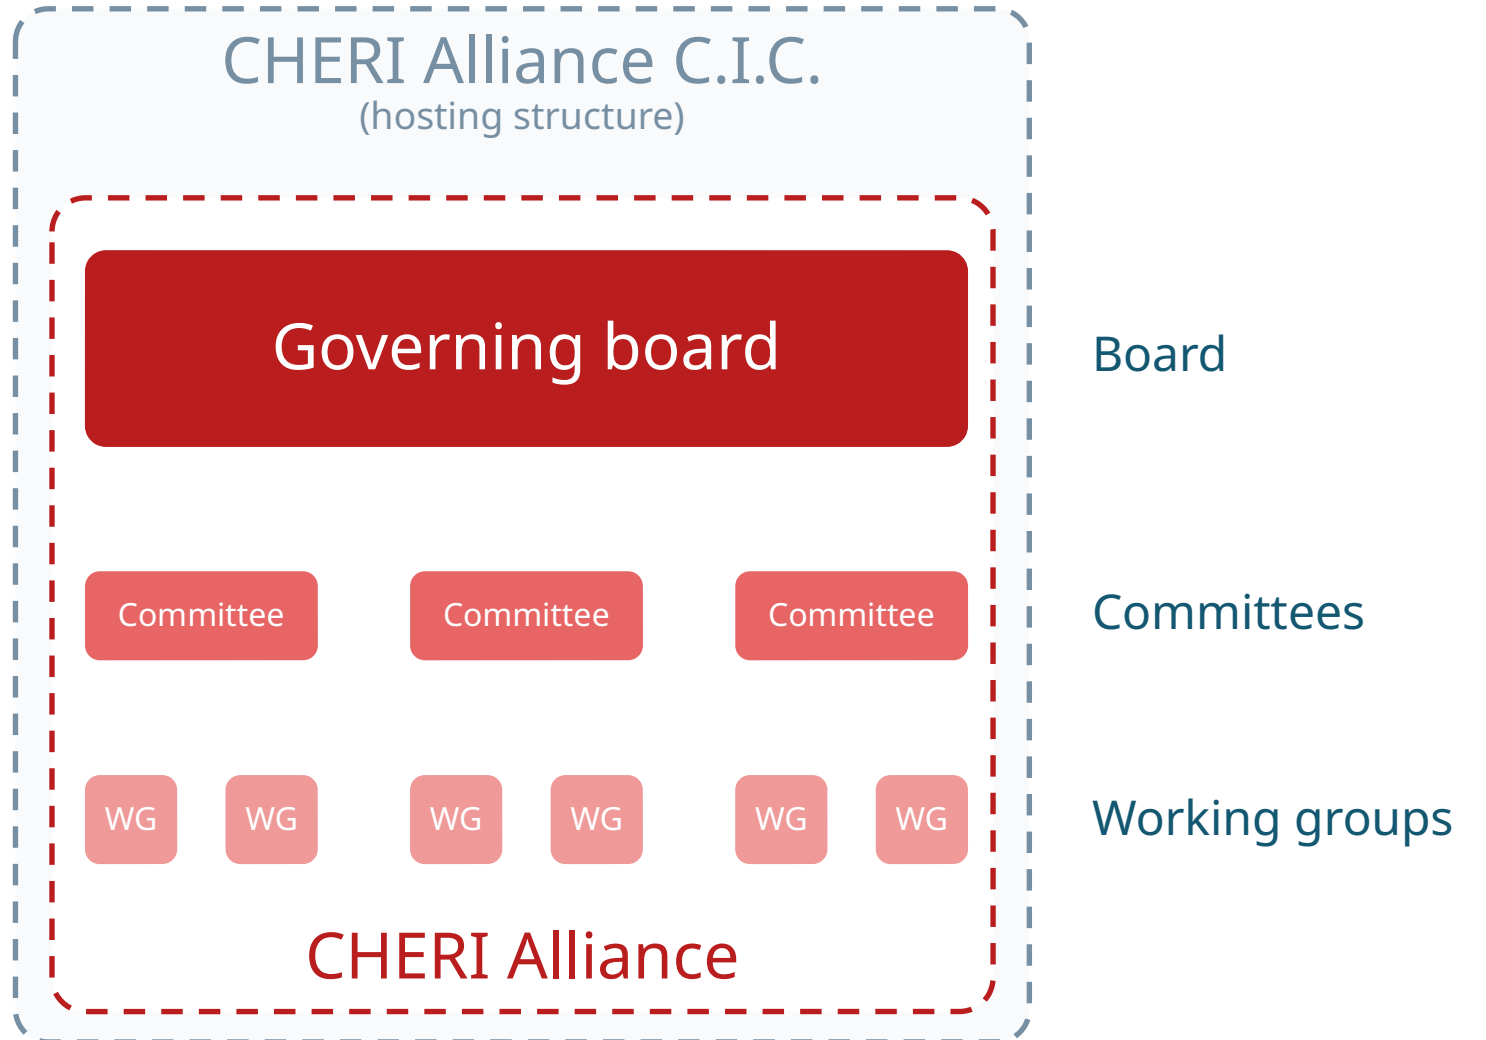 CHERI Alliance C.I.C.
(hosting structure)
Governing board
Board
Committee Committee Committee
Committees
WG WG WG WG WG WG
Working groups
CHERI Alliance